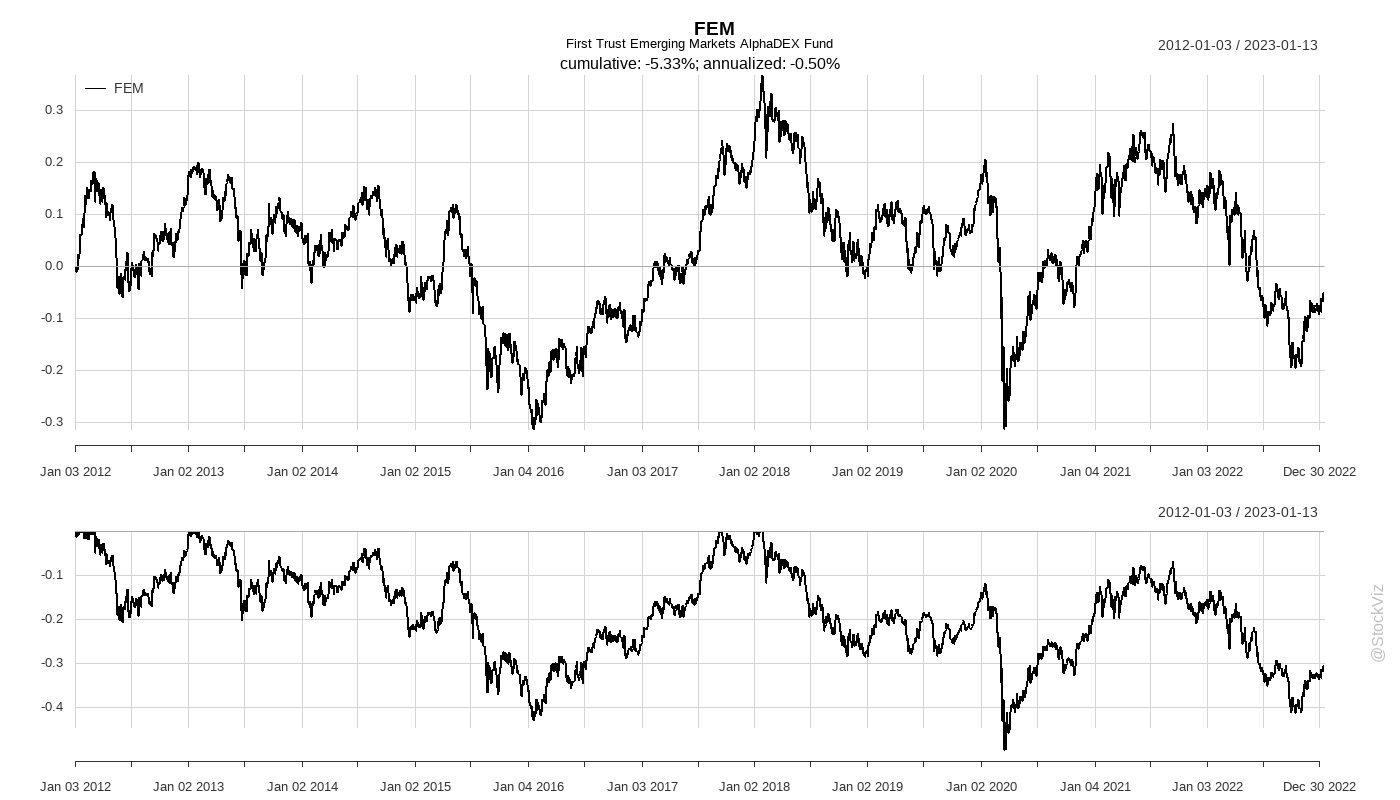 FEM
First Trust Emerging Markets AlphaDEX Fund
cumulative: -5.33%; annualized: -0.50%
2012-01-03 / 2023-01-13
FEM
0.3
0.2
0.1
0.0
-0.1
-0.2
-0.3
Jan 03 2012 Jan 02 2013 Jan 02 2014 Jan 02 2015 Jan 04 2016 Jan 03 2017 Jan 02 2018 Jan 02 2019 Jan 02 2020 Jan 04 2021 Jan 03 2022 Dec 30 2022
2012-01-03 / 2023-01-13
-0.1
-0.2
-0.3
-0.4
Jan 03 2012 Jan 02 2013 Jan 02 2014 Jan 02 2015 Jan 04 2016 Jan 03 2017 Jan 02 2018 Jan 02 2019 Jan 02 2020 Jan 04 2021 Jan 03 2022 Dec 30 2022
@StockViz